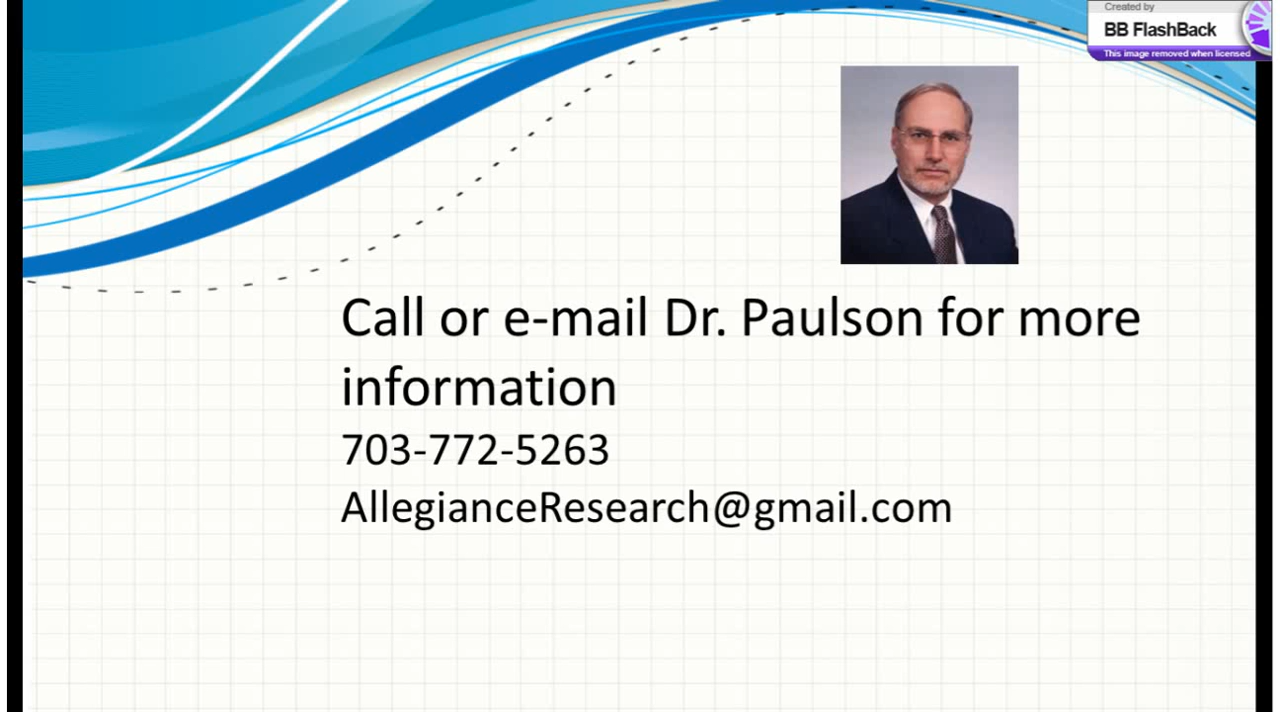 Created by
BB FlashBack
This image removed when licensed
Call or e-mail Dr. Paulson for more
information
703-772-5263
AllegianceResearch@gmail.com